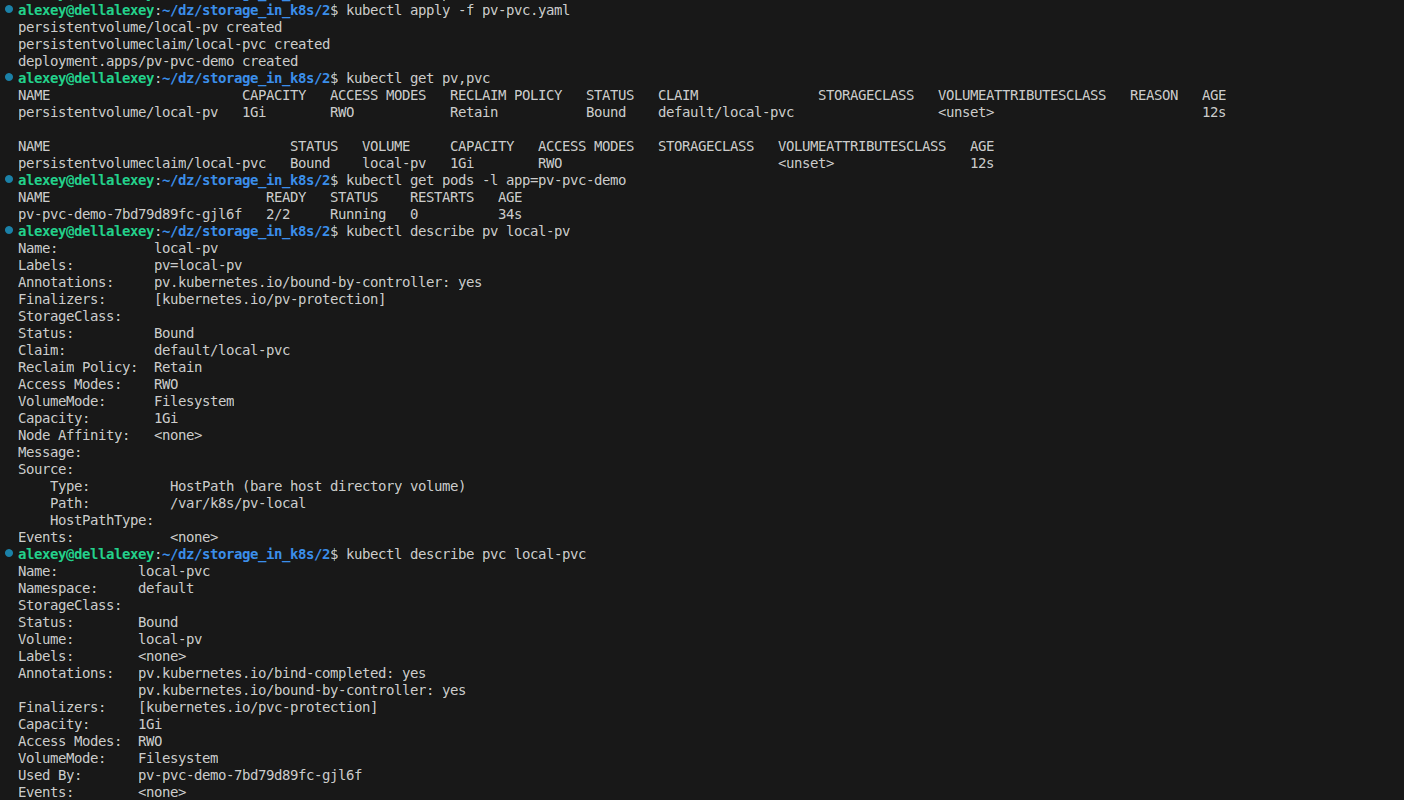 alexey@dellalexey:~/dz/storage_in_k8s/2$ kubectl apply -f pv-pvc.yaml
persistentvolume/local-pv created
persistentvolumeclaim/local-pvc created
deployment.apps/pv-pvc-demo created
alexey@dellalexey:~/dz/storage_in_k8s/2$ kubectl get pv,pvc
NAME                        CAPACITY   ACCESS MODES   RECLAIM POLICY   STATUS   CLAIM               STORAGECLASS   VOLUMEATTRIBUTESCLASS   REASON   AGE
persistentvolume/local-pv   1Gi        RWO            Retain           Bound    default/local-pvc                  <unset>                          12s

NAME                              STATUS   VOLUME     CAPACITY   ACCESS MODES   STORAGECLASS   VOLUMEATTRIBUTESCLASS   AGE
persistentvolumeclaim/local-pvc   Bound    local-pv   1Gi        RWO                           <unset>                 12s
alexey@dellalexey:~/dz/storage_in_k8s/2$ kubectl get pods -l app=pv-pvc-demo
NAME                           READY   STATUS    RESTARTS   AGE
pv-pvc-demo-7bd79d89fc-gjl6f   2/2     Running   0          34s
alexey@dellalexey:~/dz/storage_in_k8s/2$ kubectl describe pv local-pv
Name:            local-pv
Labels:          pv=local-pv
Annotations:     pv.kubernetes.io/bound-by-controller: yes
Finalizers:      [kubernetes.io/pv-protection]
StorageClass:
Status:          Bound
Claim:           default/local-pvc
Reclaim Policy:  Retain
Access Modes:    RWO
VolumeMode:      Filesystem
Capacity:        1Gi
Node Affinity:   <none>
Message:
Source:
    Type:          HostPath (bare host directory volume)
    Path:          /var/k8s/pv-local
    HostPathType:
Events:            <none>
alexey@dellalexey:~/dz/storage_in_k8s/2$ kubectl describe pvc local-pvc
Name:          local-pvc
Namespace:     default
StorageClass:
Status:        Bound
Volume:        local-pv
Labels:        <none>
Annotations:   pv.kubernetes.io/bind-completed: yes
               pv.kubernetes.io/bound-by-controller: yes
Finalizers:    [kubernetes.io/pvc-protection]
Capacity:      1Gi
Access Modes:  RWO
VolumeMode:    Filesystem
Used By:       pv-pvc-demo-7bd79d89fc-gjl6f
Events:        <none>